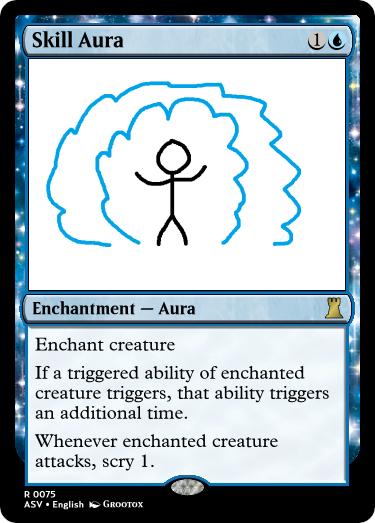 Skill Aura 1
Enchantment — Aura
Enchant creature
If a triggered ability of enchanted
creature triggers, that ability triggers
an additional time.
Whenever enchanted creature
attacks, scry 1.
R 0075
ASV • English Grootox